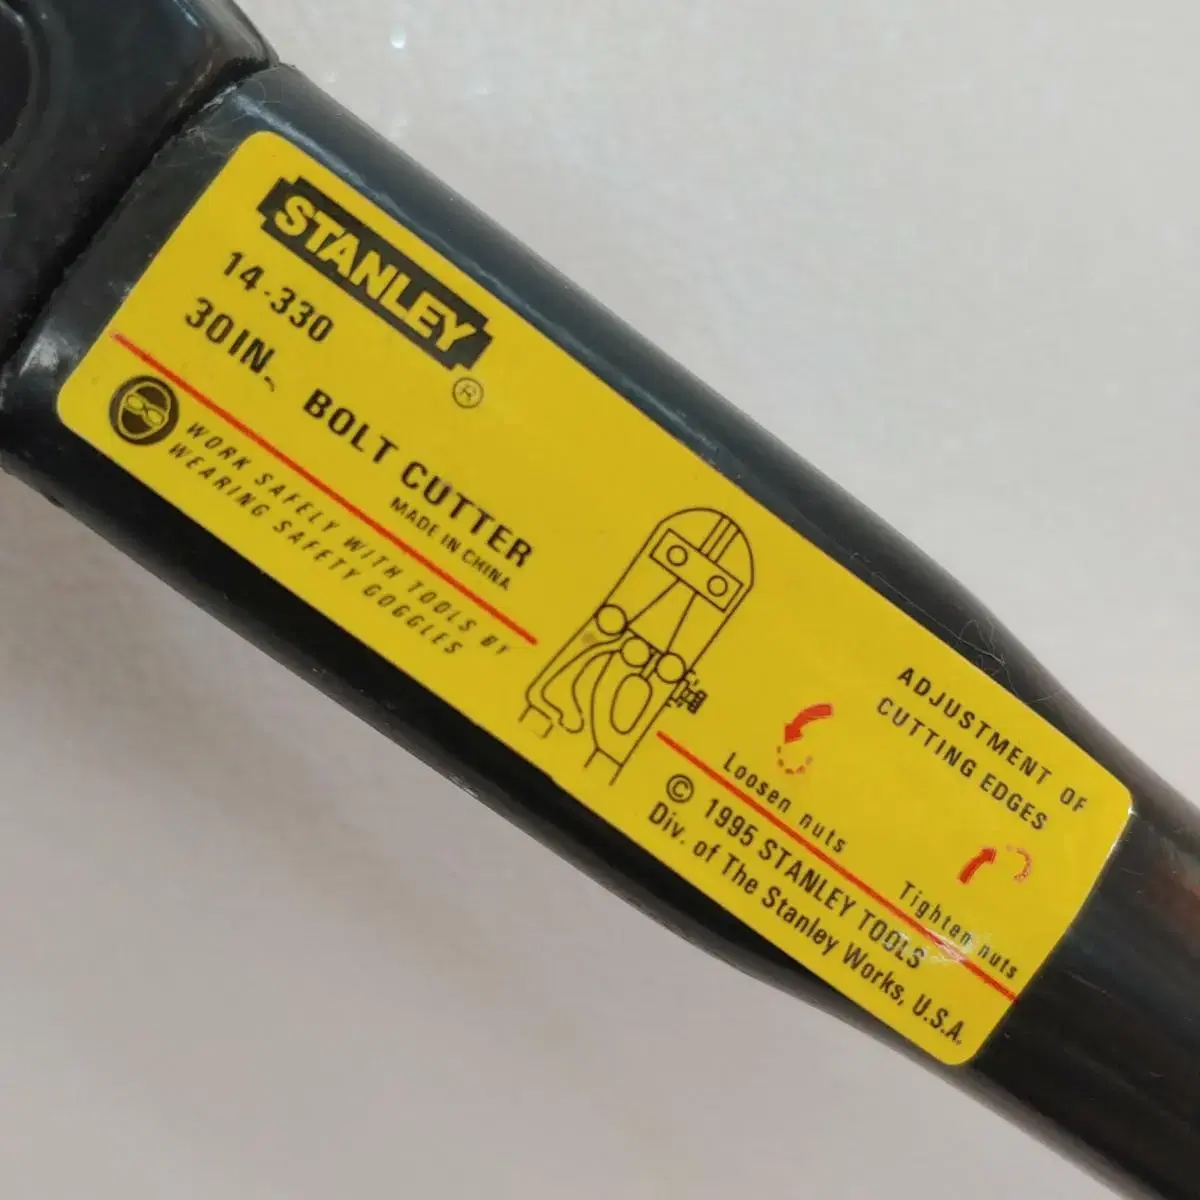 STANLEY®
14-330
30IN. BOLT CUTTER
MADE IN CHINA
WORK SAFELY WITH TOOLS BY
WEARING SAFETY GOGGLES
ADJUSTMENT OF
CUTTING EDGES
Loosen nuts
Tighten nuts
© 1995 STANLEY TOOLS
Div. of The Stanley Works, U.S.A.